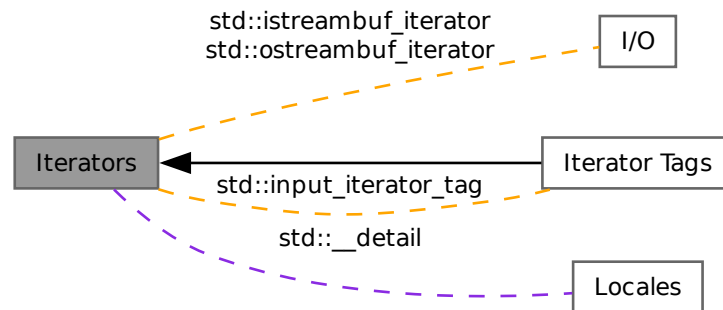 std::istreambuf_iterator
std::ostreambuf_iterator
I/O
Iterators
Iterator Tags
std::input_iterator_tag
std::__detail
Locales